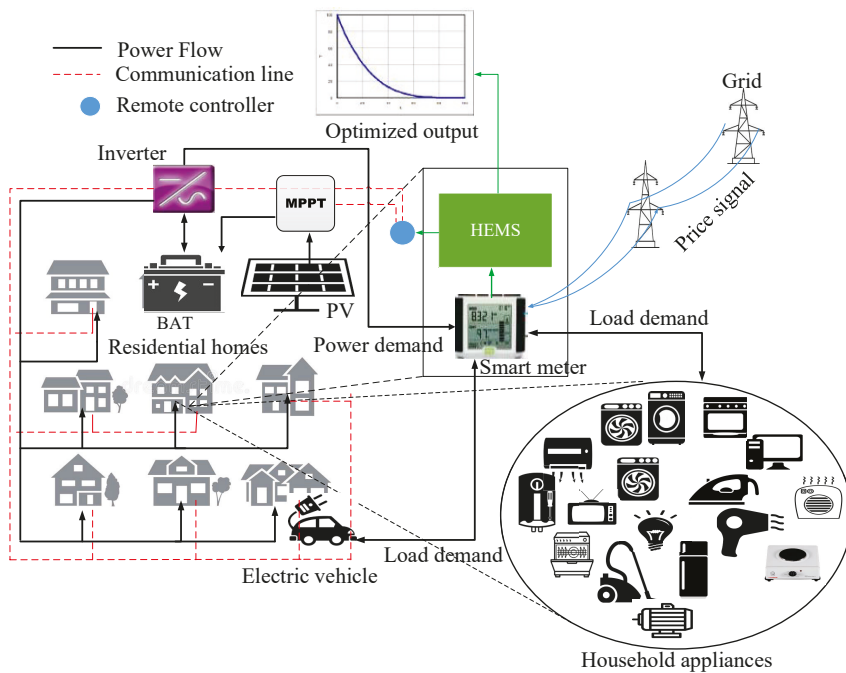 Power Flow
Communication line
Remote controller
Optimized output
Grid
Inverter
MPPT
HEMS
Price signal
BAT
PV
Residential homes
Power demand
Load demand
Smart meter
Load demand
Electric vehicle
Household appliances